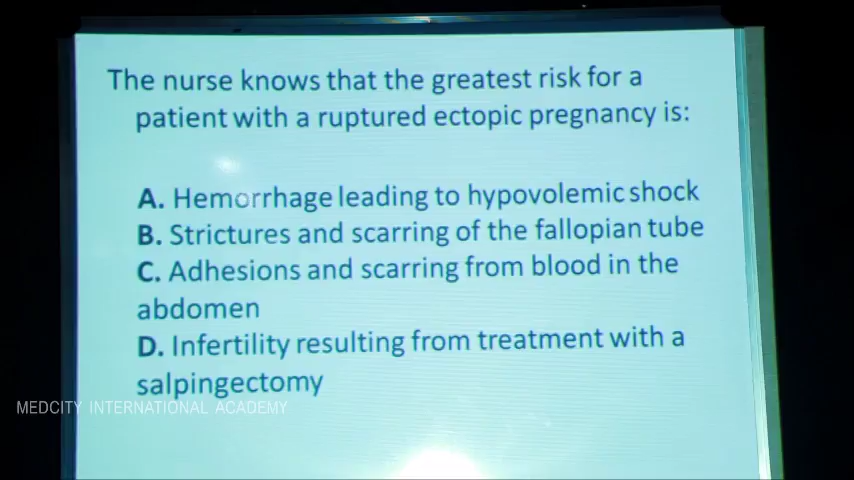 The nurse knows that the greatest risk for a
patient with a ruptured ectopic pregnancy is:
A. Hemorrhage leading to hypovolemic shock
B. Strictures and scarring of the fallopian tube
C. Adhesions and scarring from blood in the
abdomen
D. Infertility resulting from treatment with a
salpingectomy
MEDCITY INTERNATIONAL ACADEMY